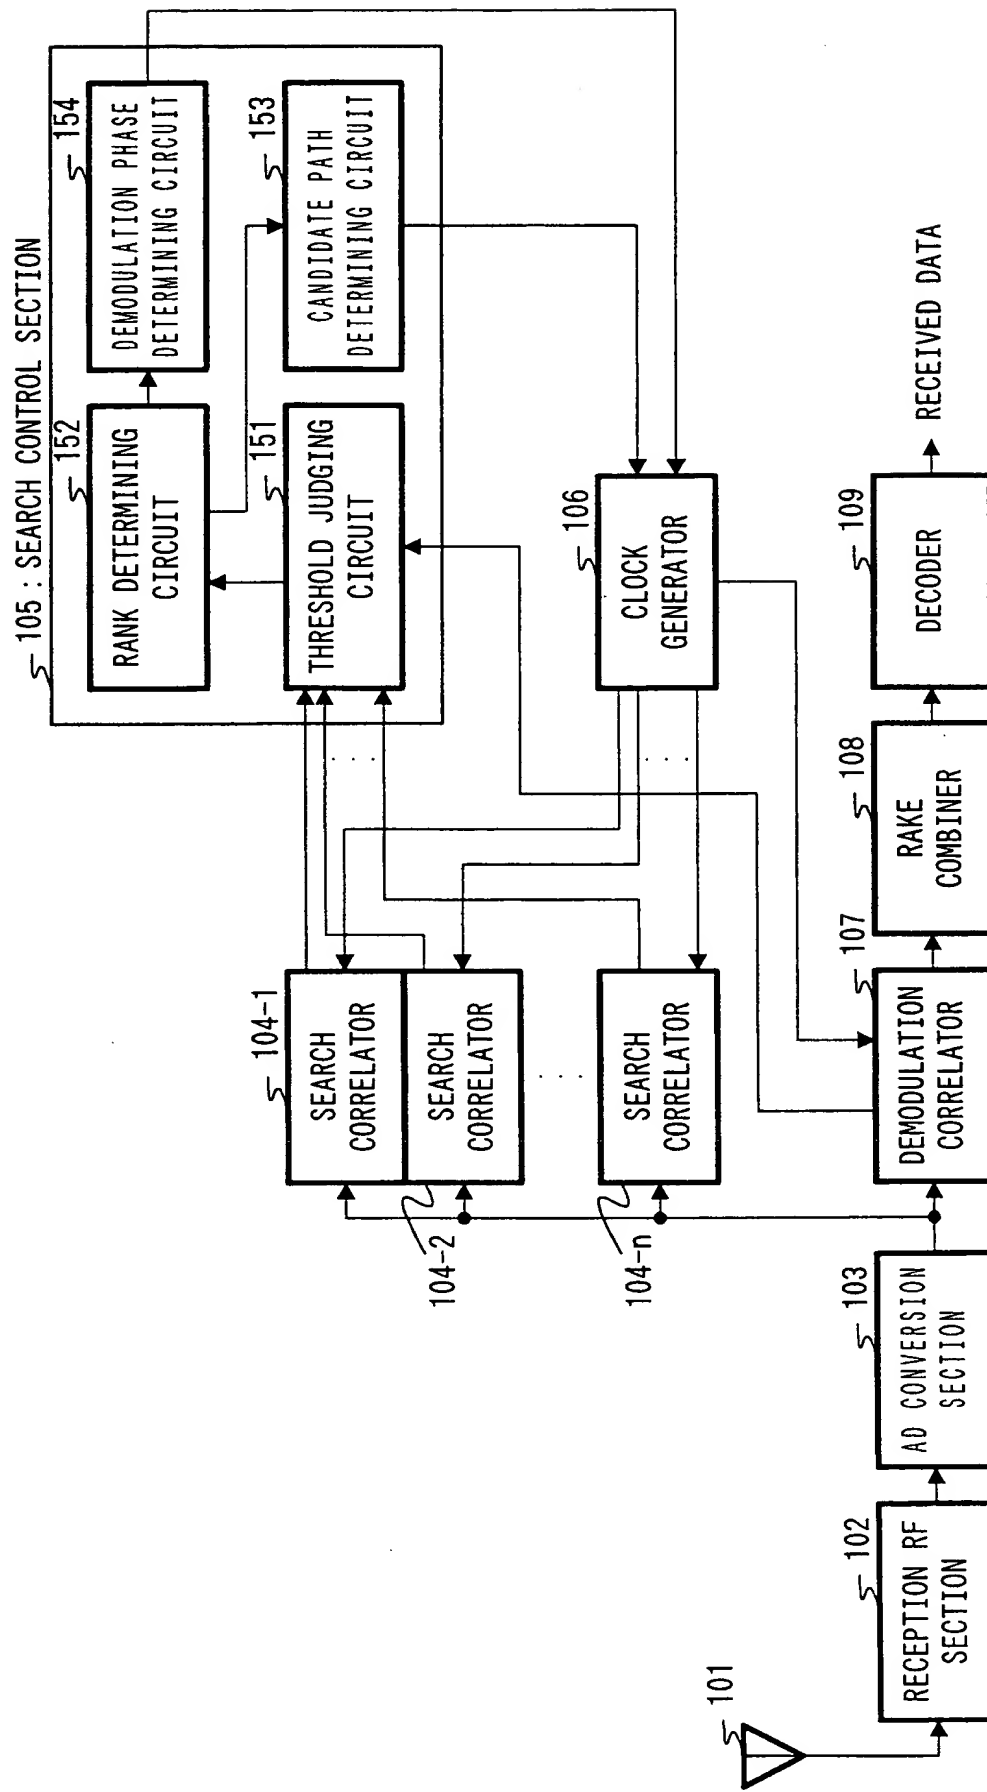 105 : SEARCH CONTROL SECTION
152
RANK DETERMINING
CIRCUIT
154
DEMODULATION PHASE
DETERMINING CIRCUIT
151
THRESHOLD JUDGING
CIRCUIT
153
CANDIDATE PATH
DETERMINING CIRCUIT
104-1
SEARCH
CORRELATOR
104-2
SEARCH
CORRELATOR
104-n
SEARCH
CORRELATOR
106
CLOCK
GENERATOR
101
102
RECEPTION RF
SECTION
103
AD CONVERSION
SECTION
107
DEMODULATION
CORRELATOR
108
RAKE
COMBINER
109
DECODER
RECEIVED DATA